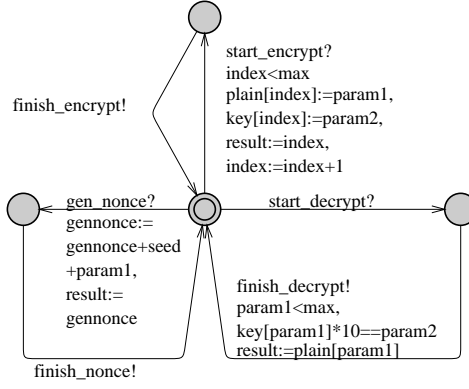 start_encrypt?
index<max
plain[index]:=param1,
key[index]:=param2,
result:=index,
index:=index+1
finish_encrypt!
gen_nonce?
gennonce:=
gennonce+seed
+param1,
result:=
gennonce
start_decrypt?
finish_decrypt!
param1<max,
key[param1]*10==param2
result:=plain[param1]
finish_nonce!